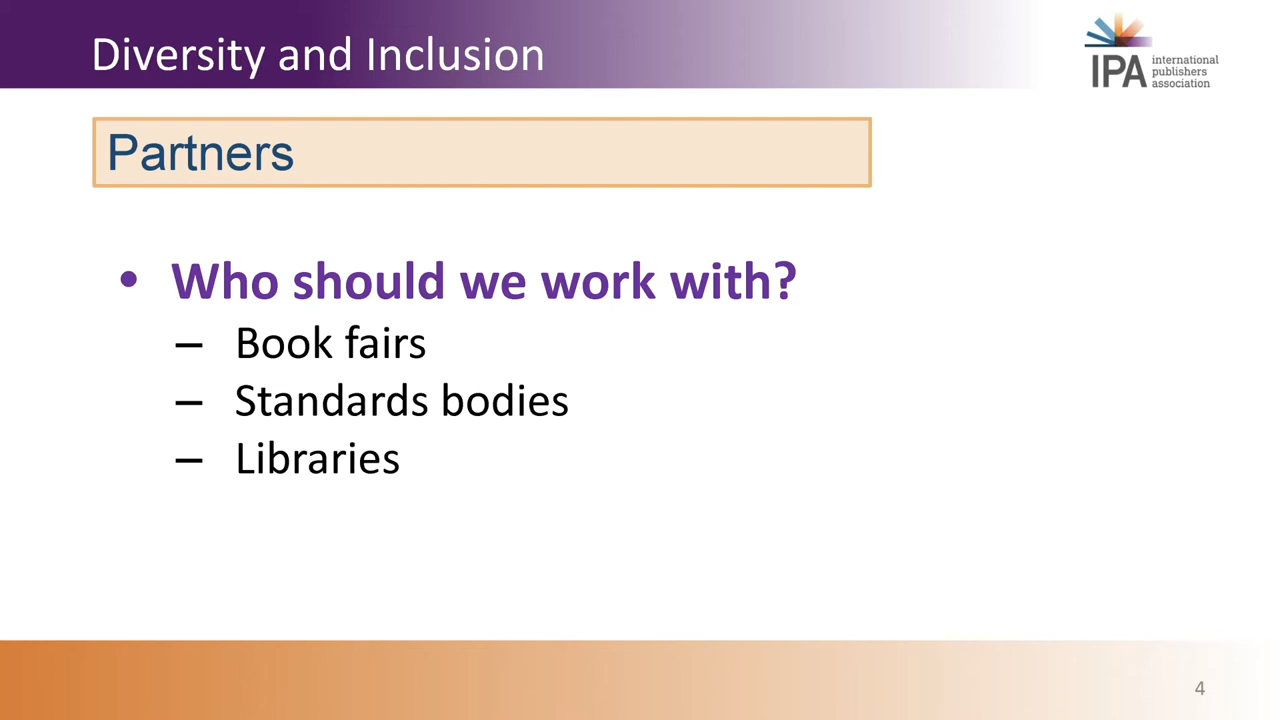 Diversity and Inclusion
IPA international publishers association
Partners
• Who should we work with?
– Book fairs
– Standards bodies
– Libraries
4